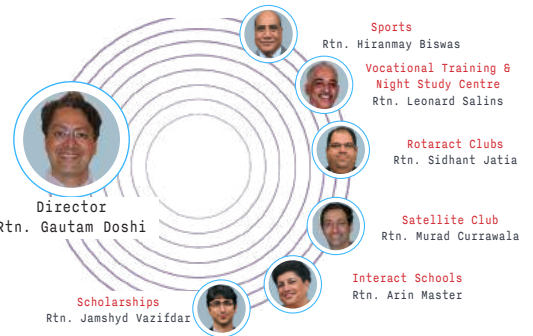 Sports
Rtn. Hiranmay Biswas
Vocational Training &
Night Study Centre
Rtn. Leonard Salins
Rotaract Clubs
Rtn. Sidhant Jatia
Director
Rtn. Gautam Doshi
Satellite Club
Rtn. Murad Currawala
Interact Schools
Rtn. Arin Master
Scholarships
Rtn. Jamshyd Vazifdar